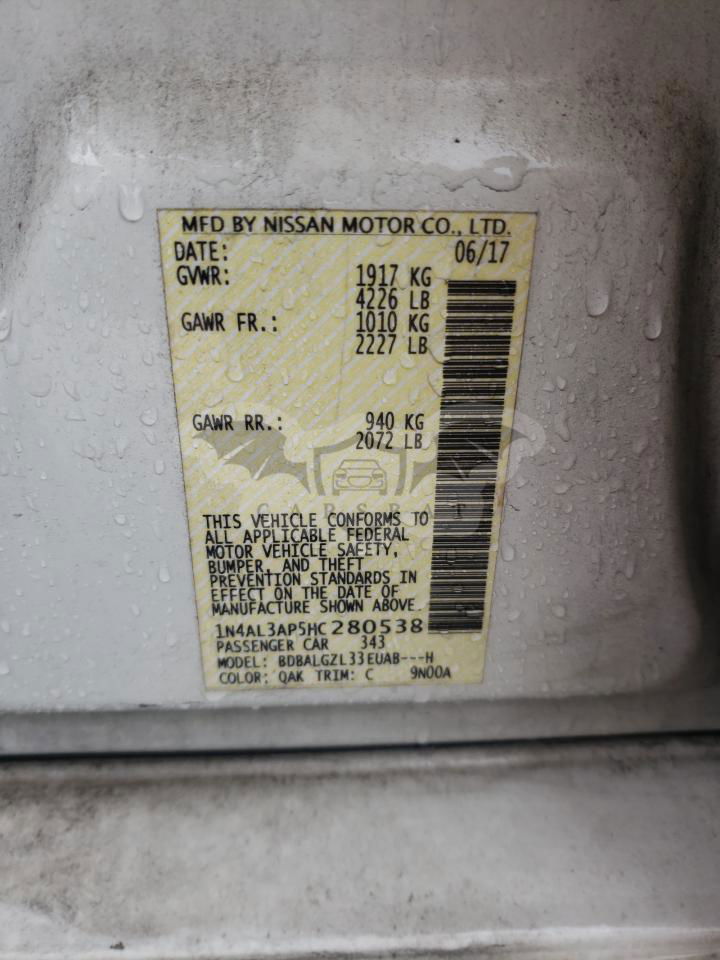 MFD BY NISSAN MOTOR CO., LTD.
DATE: 06/17
GVWR: 1917 KG
4226 LB
GAWR FR.: 1010 KG
2227 LB
GAWR RR.: 940 KG
2072 LB
CARSBAT
THIS VEHICLE CONFORMS TO
ALL APPLICABLE FEDERAL
MOTOR VEHICLE SAFETY,
BUMPER, AND THEFT
PREVENTION STANDARDS IN
EFFECT ON THE DATE OF
MANUFACTURE SHOWN ABOVE.
1N4AL3AP5HC280538
PASSENGER CAR 343
MODEL: BDBALGZL33EUAB---H
COLOR: QAK TRIM: C 9N00A